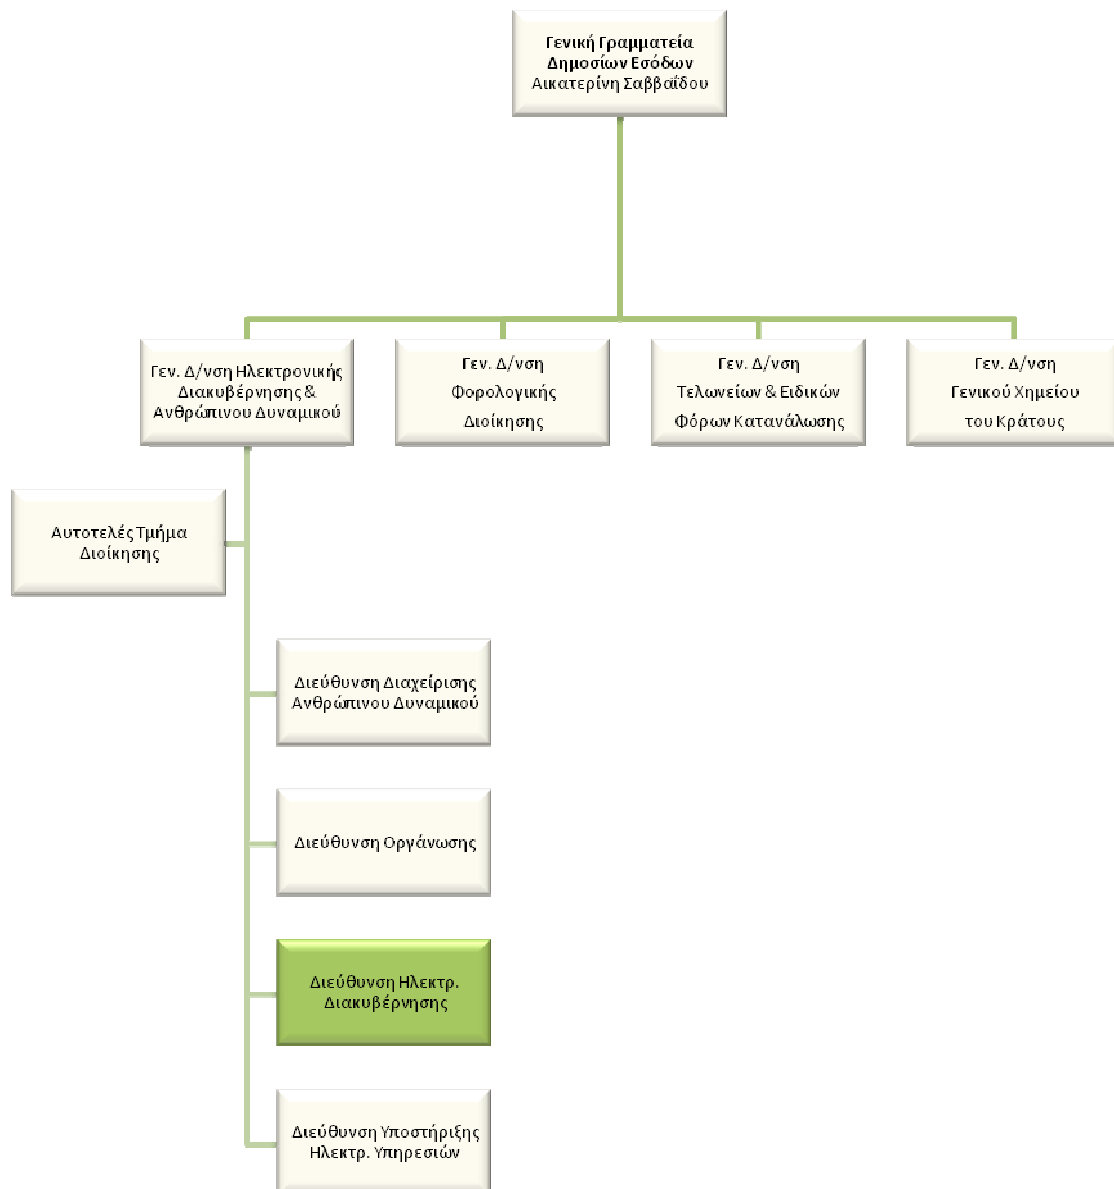 Γενική Γραμματεία
Δημοσίων Εσόδων
Αικατερίνη Σαββαΐδου
Γεν. Δ/νση Ηλεκτρονικής
Διακυβέρνησης &
Ανθρώπινου Δυναμικού
Γεν. Δ/νση
Φορολογικής
Διοίκησης
Γεν. Δ/νση
Τελωνείων & Ειδικών
Φόρων Κατανάλωσης
Γεν. Δ/νση
Γενικού Χημείου
του Κράτους
Αυτοτελές Τμήμα
Διοίκησης
Διεύθυνση Διαχείρισης
Ανθρώπινου Δυναμικού
Διεύθυνση Οργάνωσης
Διεύθυνση Ηλεκτρ.
Διακυβέρνησης
Διεύθυνση Υποστήριξης
Ηλεκτρ. Υπηρεσιών